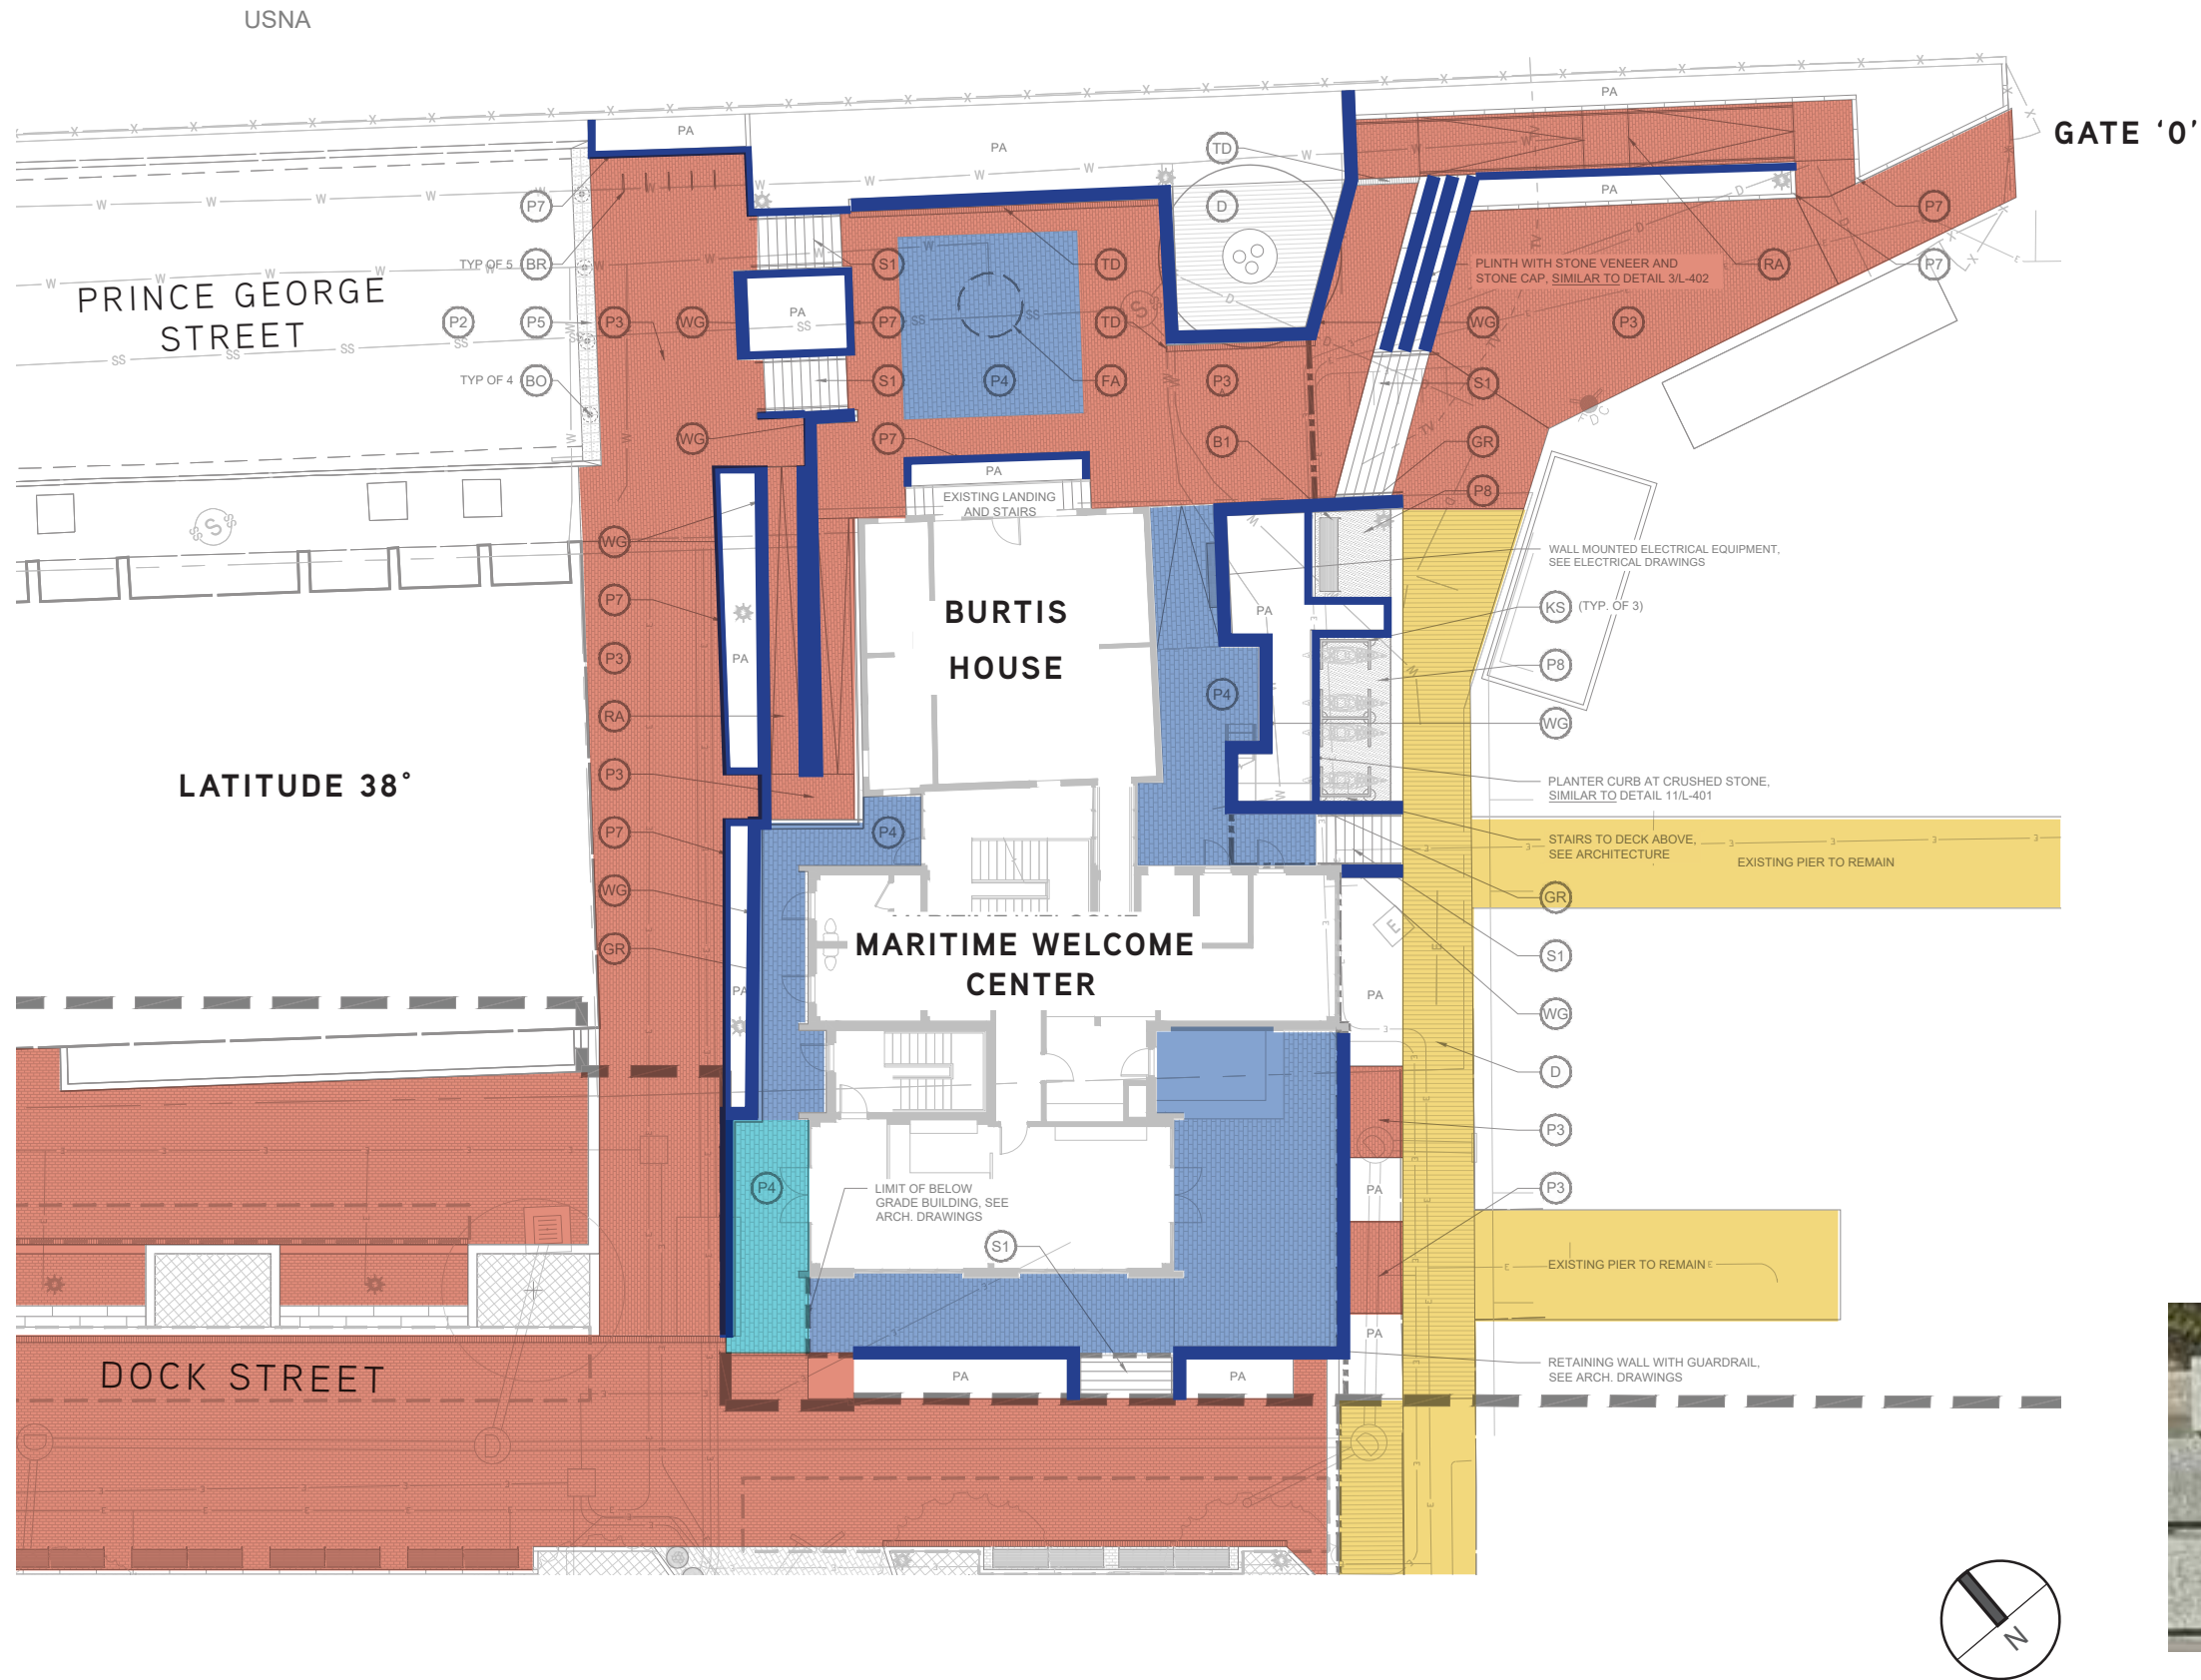 USNA
GATE ‘0’
PA
PA
PA
PA
TD
D
P7
P7
TYP OF 5 BR
S1
TD
PLINTH WITH STONE VENEER AND
STONE CAP, SIMILAR TO DETAIL 3/L-402
RA
P7
PRINCE GEORGE
STREET
P2
P5
P3
WG
PA
P7
TD
WG
P3
TYP OF 4 BO
S1
P4
FA
P3
S1
WG
P7
B1
GR
PA
P8
EXISTING LANDING
AND STAIRS
WG
WALL MOUNTED ELECTRICAL EQUIPMENT,
SEE ELECTRICAL DRAWINGS
P7
BURTIS
HOUSE
PA
KS (TYP. OF 3)
P3
PA
P8
P4
RA
WG
LATITUDE 38°
P3
PLANTER CURB AT CRUSHED STONE,
SIMILAR TO DETAIL 11/L-401
P7
P4
STAIRS TO DECK ABOVE,
SEE ARCHITECTURE
EXISTING PIER TO REMAIN
WG
GR
GR
MARITIME WELCOME
CENTER
S1
PA
PA
WG
D
P3
P4
LIMIT OF BELOW
GRADE BUILDING, SEE
ARCH. DRAWINGS
PA
P3
S1
EXISTING PIER TO REMAIN
PA
DOCK STREET
PA
PA
RETAINING WALL WITH GUARDRAIL,
SEE ARCH. DRAWINGS
N